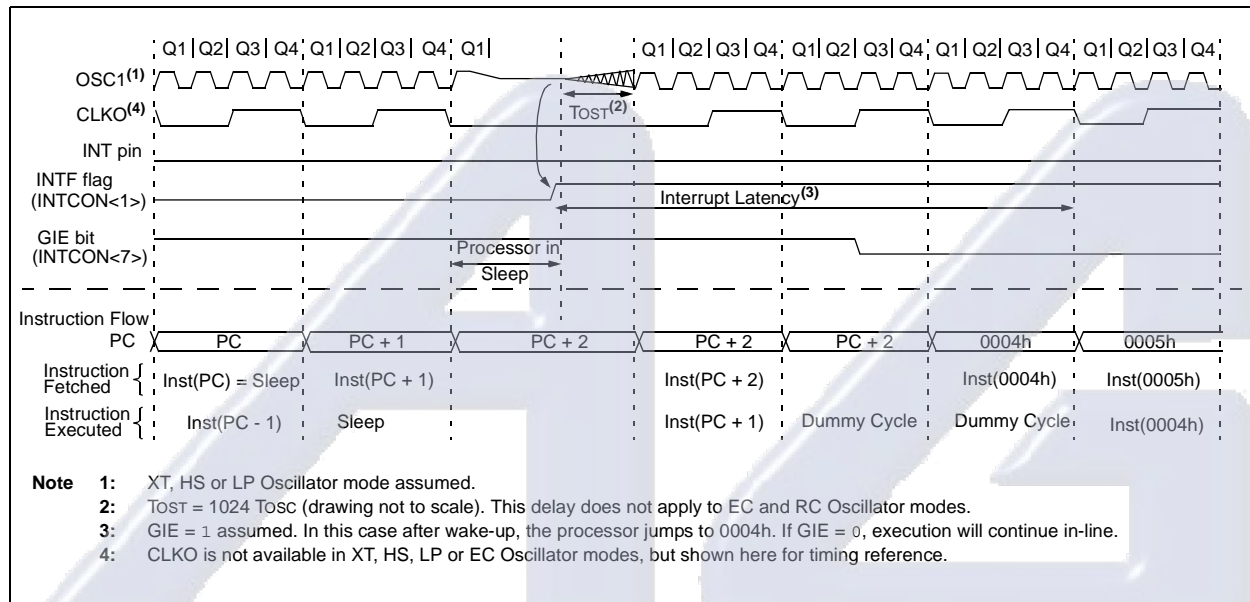 Q1 Q2 Q3 Q4 Q1 Q2 Q3 Q4 Q1 Q1 Q2 Q3 Q4 Q1 Q2 Q3 Q4 Q1 Q2 Q3 Q4 Q1 Q2 Q3 Q4
OSC1(1)
TOST(2)
CLKO(4)
INT pin
INTF flag
(INTCON<1>)
Interrupt Latency(3)
GIE bit
(INTCON<7>)
Processor in
Sleep
Instruction Flow
PC PC PC + 1 PC + 2 PC + 2 PC + 2 0004h 0005h
Instruction
Fetched
Inst(PC) = Sleep Inst(PC + 1) Inst(PC + 2) Inst(0004h) Inst(0005h)
Instruction
Executed
Inst(PC - 1) Sleep Inst(PC + 1) Dummy Cycle Dummy Cycle Inst(0004h)
Note 1: XT, HS or LP Oscillator mode assumed.
2: TOST = 1024 TOSC (drawing not to scale). This delay does not apply to EC and RC Oscillator modes.
3: GIE = 1 assumed. In this case after wake-up, the processor jumps to 0004h. If GIE = 0, execution will continue in-line.
4: CLKO is not available in XT, HS, LP or EC Oscillator modes, but shown here for timing reference.